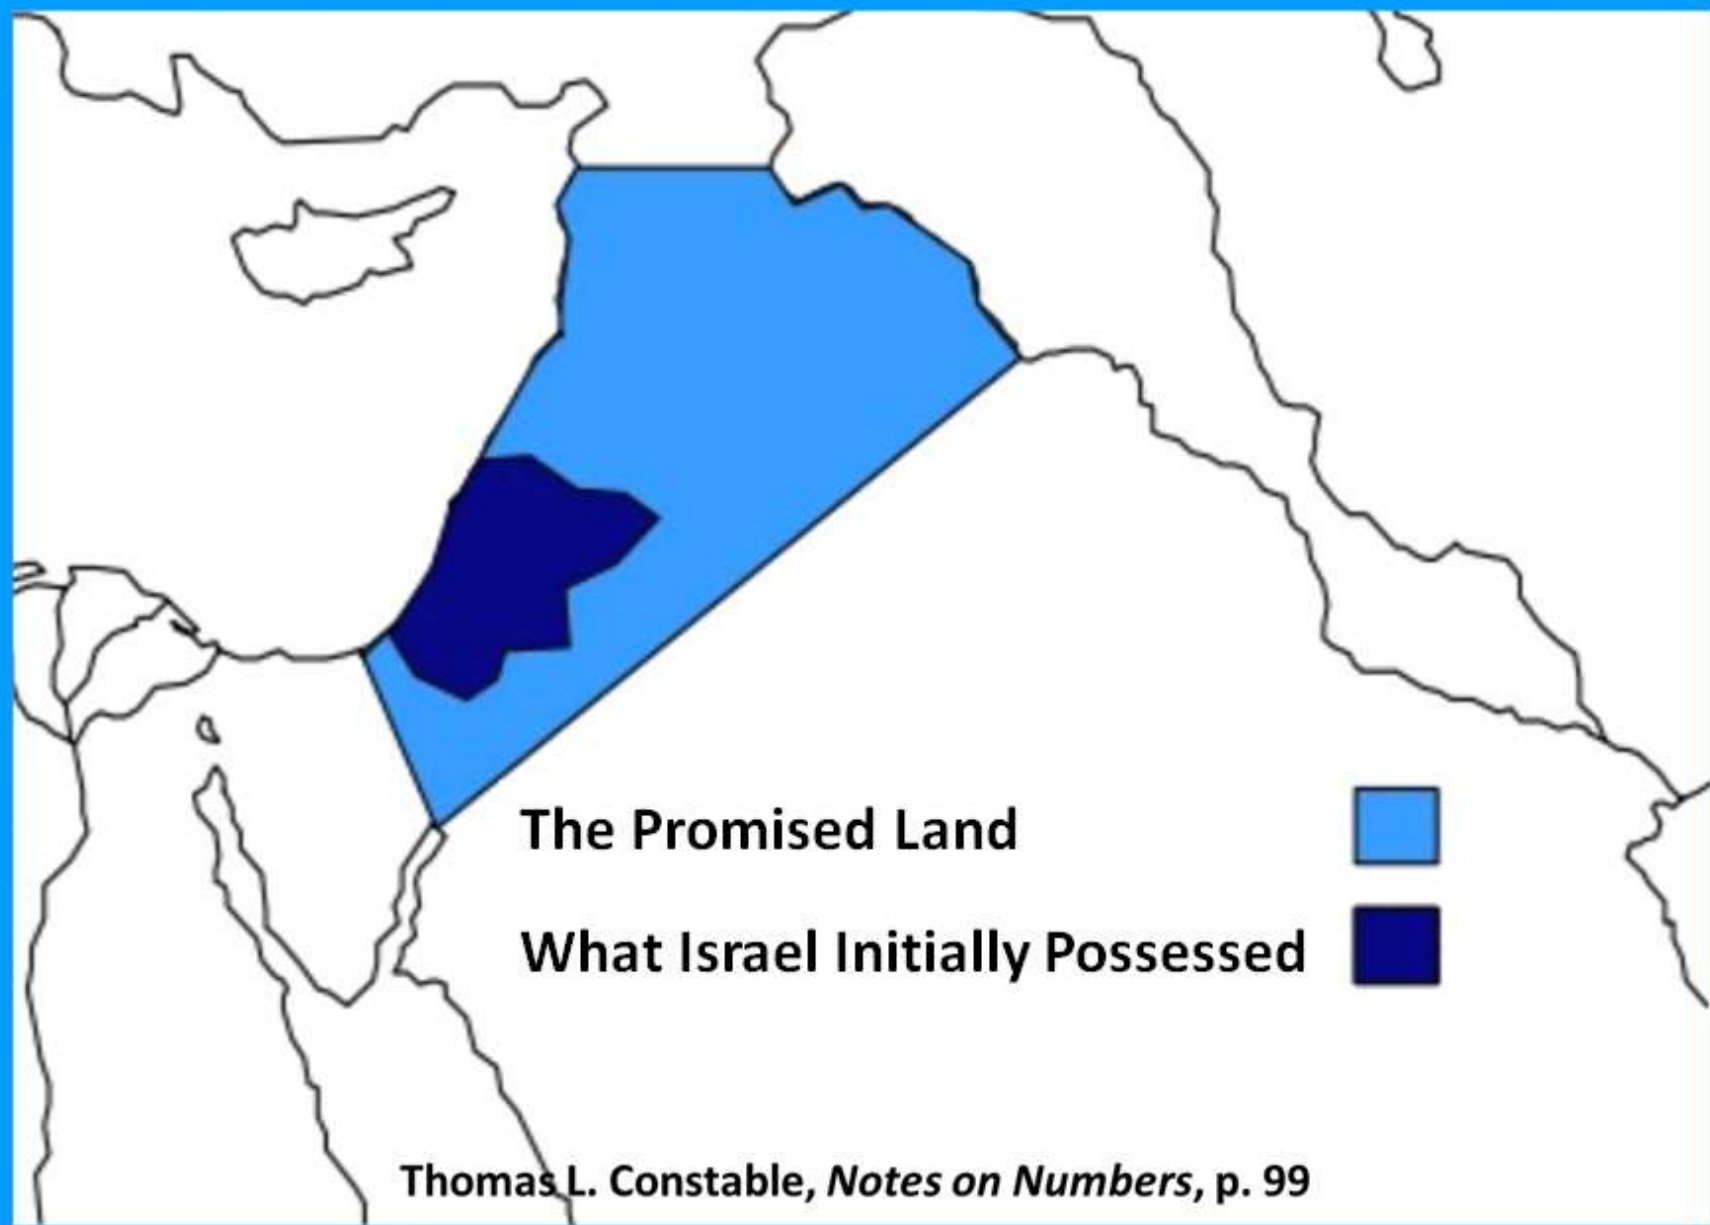 The Promised Land
What Israel Initially Possessed
Thomas L. Constable, Notes on Numbers, p. 99